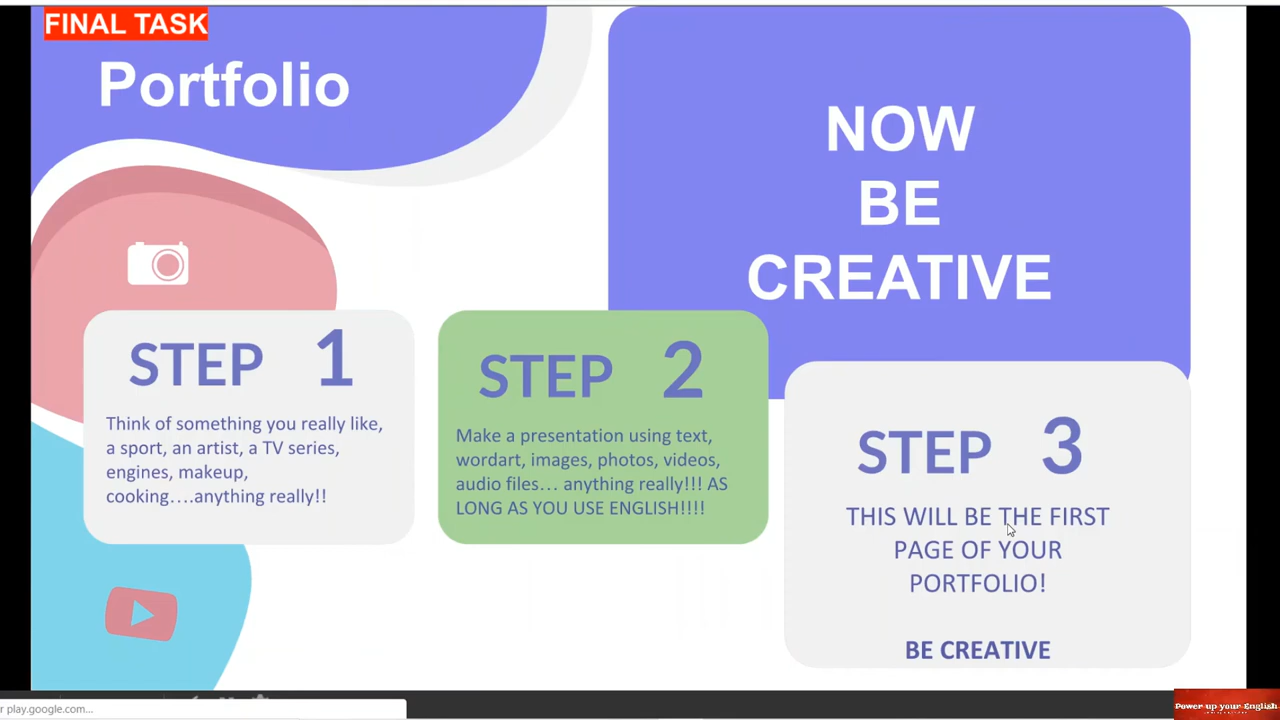 FINAL TASK
Portfolio
NOW
BE
CREATIVE
STEP 1
Think of something you really like,
a sport, an artist, a TV series,
engines, makeup,
cooking….anything really!!
STEP 2
Make a presentation using text,
wordart, images, photos, videos,
audio files… anything really!!! AS
LONG AS YOU USE ENGLISH!!!!
STEP 3
THIS WILL BE THE FIRST
PAGE OF YOUR
PORTFOLIO!
BE CREATIVE
r play.google.com...
Power up your English